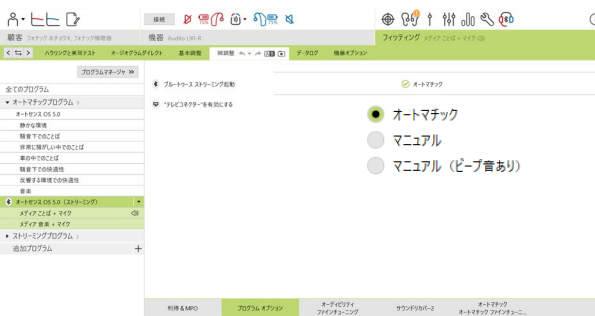 接続
75%
75%
顧客 フォナック ホドウキ, フォナック補聴器
機器 Audéo L90-R
フィッティング メディア ことば + マイク
ハウリングと実耳テスト オージオグラムダイレクト 基本調整 微調整 データログ 機器オプション
プログラムマネージャ >>
全てのプログラム
オートマチックプログラム
オートセンス OS 5.0
静かな環境
騒音下でのことば
非常に騒がしい中でのことば
車の中でのことば
騒音下での快適性
反響する環境での快適性
音楽
オートセンス OS 5.0 (ストリーミング)
メディア ことば + マイク
メディア 音楽 + マイク
ストリーミングプログラム
追加プログラム +
ブルートゥース ストリーミング起動
"テレビコネクター"を有効にする
オートマチック
オートマチック
マニュアル
マニュアル（ビープ音あり）
利得 & MPO
プログラム オプション
オーディビリティ
ファインチューニング
サウンドリカバー2
オートマチック
オートマチック ファインチューニ...